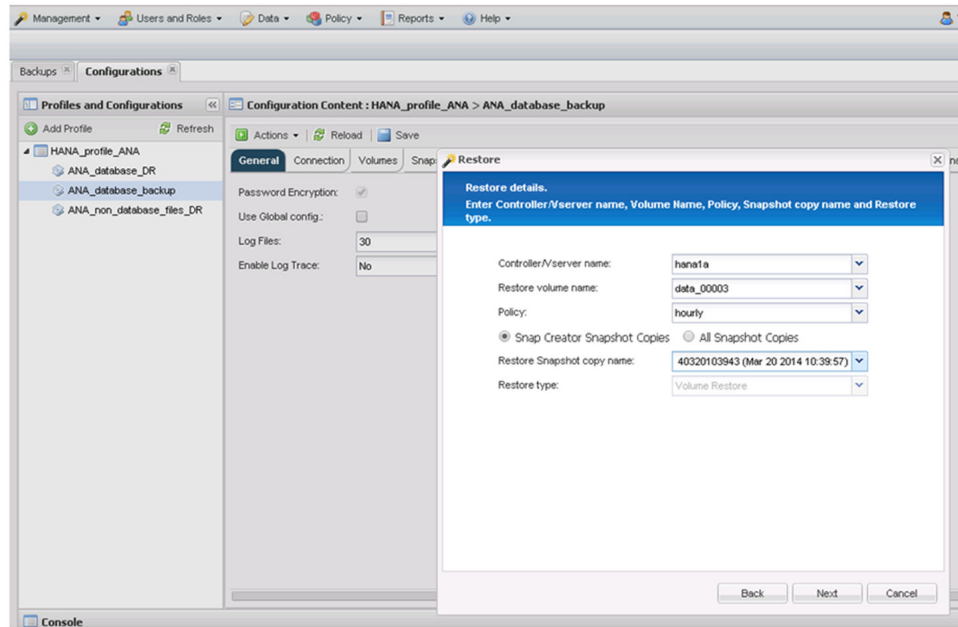 Management Users and Roles Data Policy Reports Help
Backups Configurations
Profiles and Configurations
Configuration Content : HANA_profile_ANA > ANA_database_backup
Add Profile Refresh
Actions Reload Save
HANA_profile_ANA
ANA_database_DR
ANA_database_backup
ANA_non_database_files_DR
General Connection Volumes
Password Encryption:
Use Global config.:
Log Files: 30
Enable Log Trace: No
Restore
Restore details.
Enter Controller/Vserver name, Volume Name, Policy, Snapshot copy name and Restore
type.
Controller/Vserver name: hana1a
Restore volume name: data_00003
Policy: hourly
Snap Creator Snapshot Copies All Snapshot Copies
Restore Snapshot copy name: 40320103943 (Mar 20 2014 10:39:57)
Restore type: Volume Restore
Back Next Cancel
Console